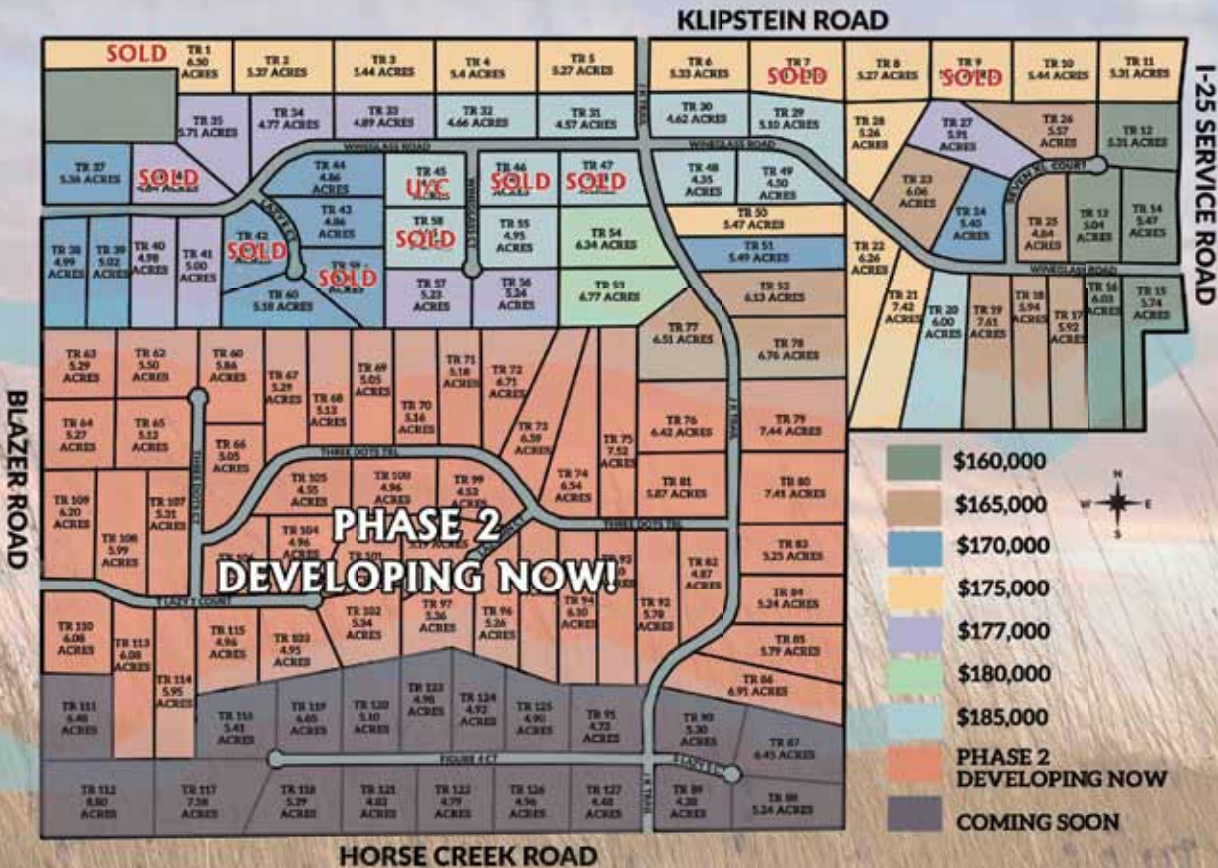 KLIPSTEIN ROAD
I-25 SERVICE ROAD
BLAZER ROAD
HORSE CREEK ROAD
SOLD
TR 1
6.50
ACRES
TR 2
5.37 ACRES
TR 3
5.44 ACRES
TR 4
5.4 ACRES
TR 5
5.27 ACRES
TR 6
5.33 ACRES
TR 7
SOLD
TR 8
5.27 ACRES
TR 9
SOLD
TR 10
5.44 ACRES
TR 11
5.31 ACRES
TR 35
5.71 ACRES
TR 34
4.77 ACRES
TR 33
4.89 ACRES
TR 32
4.66 ACRES
TR 31
4.57 ACRES
J K TRAIL
TR 30
4.62 ACRES
TR 29
5.10 ACRES
TR 28
5.26
ACRES
TR 27
5.91
ACRES
TR 26
5.57
ACRES
TR 12
5.31 ACRES
WINEGLASS ROAD
WINEGLASS ROAD
TR 37
5.36 ACRES
SOLD
TR 44
4.86
ACRES
TR 45
U/C
TR 46
SOLD
TR 47
SOLD
TR 48
4.35
ACRES
TR 49
4.50
ACRES
TR 23
6.06
ACRES
SEVEN XL COURT
TR 24
5.40
ACRES
TR 25
4.84
ACRES
TR 13
5.04
ACRES
TR 14
5.47
ACRES
TR 38
4.99
ACRES
TR 39
5.02
ACRES
TR 40
4.98
ACRES
TR 41
5.00
ACRES
TR 42
SOLD
TR 43
4.86
ACRES
SOLD
ACRES
TR 60
5.18 ACRES
TR 58
SOLD
WINEGLASS CT
TR 55
4.95
ACRES
TR 57
5.23
ACRES
TR 56
5.24
ACRES
TR 54
6.34 ACRES
TR 53
6.77 ACRES
TR 50
5.47 ACRES
TR 51
5.49 ACRES
TR 52
6.13 ACRES
TR 22
6.26
ACRES
WINEGLASS ROAD
TR 21
7.42
ACRES
TR 20
6.00
ACRES
TR 19
7.61
ACRES
TR 18
5.94
ACRES
TR 17
5.92
ACRES
TR 16
6.03
ACRES
TR 15
5.74
ACRES
TR 63
5.29
ACRES
TR 62
5.50
ACRES
TR 60
5.86
ACRES
TR 67
5.29
ACRES
TR 68
5.13
ACRES
TR 69
5.05
ACRES
TR 70
5.16
ACRES
TR 71
5.18
ACRES
TR 72
6.71
ACRES
TR 73
6.59
ACRES
TR 74
6.54
ACRES
TR 75
7.52
ACRES
TR 77
6.51 ACRES
TR 78
6.76 ACRES
TR 64
5.27
ACRES
TR 65
5.12
ACRES
TR 66
5.05
ACRES
TR 76
6.42 ACRES
J K TRAIL
TR 79
7.44 ACRES
TR 81
5.87 ACRES
TR 80
7.41 ACRES
THREE DOTS TRL
THREE DOTS CT
TR 109
6.20
ACRES
TR 108
5.99
ACRES
TR 107
5.31
ACRES
TR 105
4.55
ACRES
TR 100
4.96
ACRES
TR 99
4.53
ACRES
TR 104
4.96
ACRES
THREE DOTS TRL
PHASE 2
DEVELOPING NOW!
TR 82
4.87
ACRES
TR 83
5.25 ACRES
TR 84
5.24 ACRES
TR 85
5.79 ACRES
TR 86
6.91 ACRES
TR 110
6.08
ACRES
TR 113
6.08
ACRES
TR 114
5.95
ACRES
TR 115
4.96
ACRES
TR 103
4.95
ACRES
TR 102
5.34
ACRES
TR 97
5.36
ACRES
TR 96
5.26
ACRES
TR 94
6.10
ACRES
TR 92
5.78
ACRES
TR 111
6.48
ACRES
TR 116
5.41
ACRES
TR 119
6.05
ACRES
TR 120
5.10
ACRES
TR 123
4.98
ACRES
TR 124
4.92
ACRES
TR 125
4.90
ACRES
TR 91
4.73
ACRES
TR 90
5.30
ACRES
TR 87
6.45 ACRES
FIGURE 4 CT
J K TRAIL
TR 112
8.80
ACRES
TR 117
7.58
ACRES
TR 118
5.29
ACRES
TR 121
4.83
ACRES
TR 122
4.79
ACRES
TR 126
4.96
ACRES
TR 127
4.48
ACRES
TR 89
4.38
ACRES
TR 88
5.24 ACRES
$160,000
$165,000
$170,000
$175,000
$177,000
$180,000
$185,000
PHASE 2
DEVELOPING NOW
COMING SOON
N
W
E
S